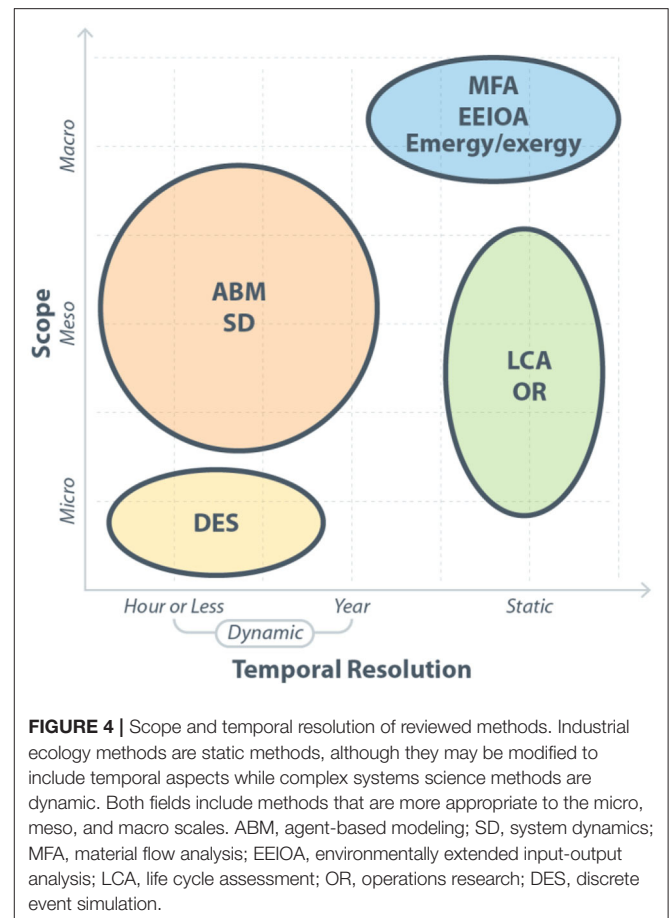 MFA
EEIOA
Emergy/exergy
Macro
ABM
SD
Scope
Meso
LCA
OR
Micro
DES
Hour or Less
Year
Static
Dynamic
Temporal Resolution
FIGURE 4 | Scope and temporal resolution of reviewed methods. Industrial
ecology methods are static methods, although they may be modified to
include temporal aspects while complex systems science methods are
dynamic. Both fields include methods that are more appropriate to the micro,
meso, and macro scales. ABM, agent-based modeling; SD, system dynamics;
MFA, material flow analysis; EEIOA, environmentally extended input-output
analysis; LCA, life cycle assessment; OR, operations research; DES, discrete
event simulation.